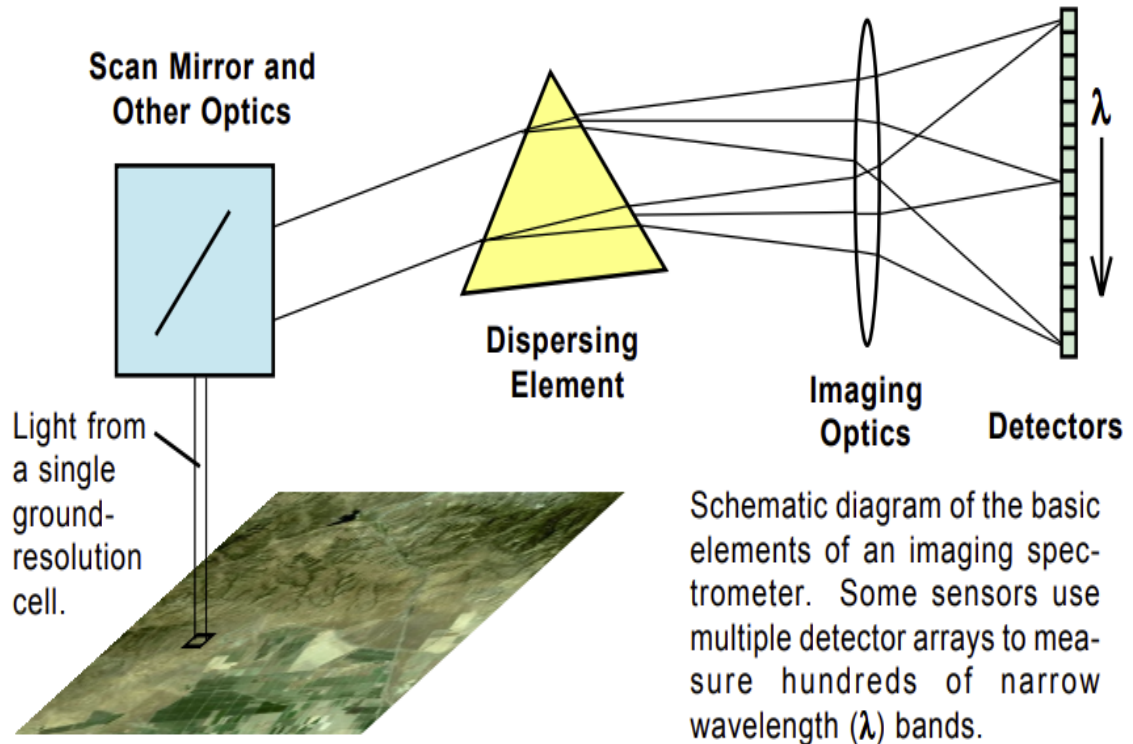 Scan Mirror and
Other Optics
λ
Dispersing
Element
Imaging
Optics
Detectors
Light from
a single
ground-
resolution
cell.
Schematic diagram of the basic
elements of an imaging spec-
trometer. Some sensors use
multiple detector arrays to mea-
sure hundreds of narrow
wavelength (λ) bands.